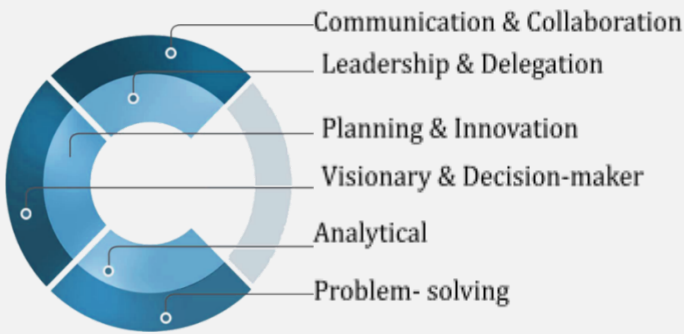 Communication & Collaboration
Leadership & Delegation
Planning & Innovation
Visionary & Decision-maker
Analytical
Problem- solving